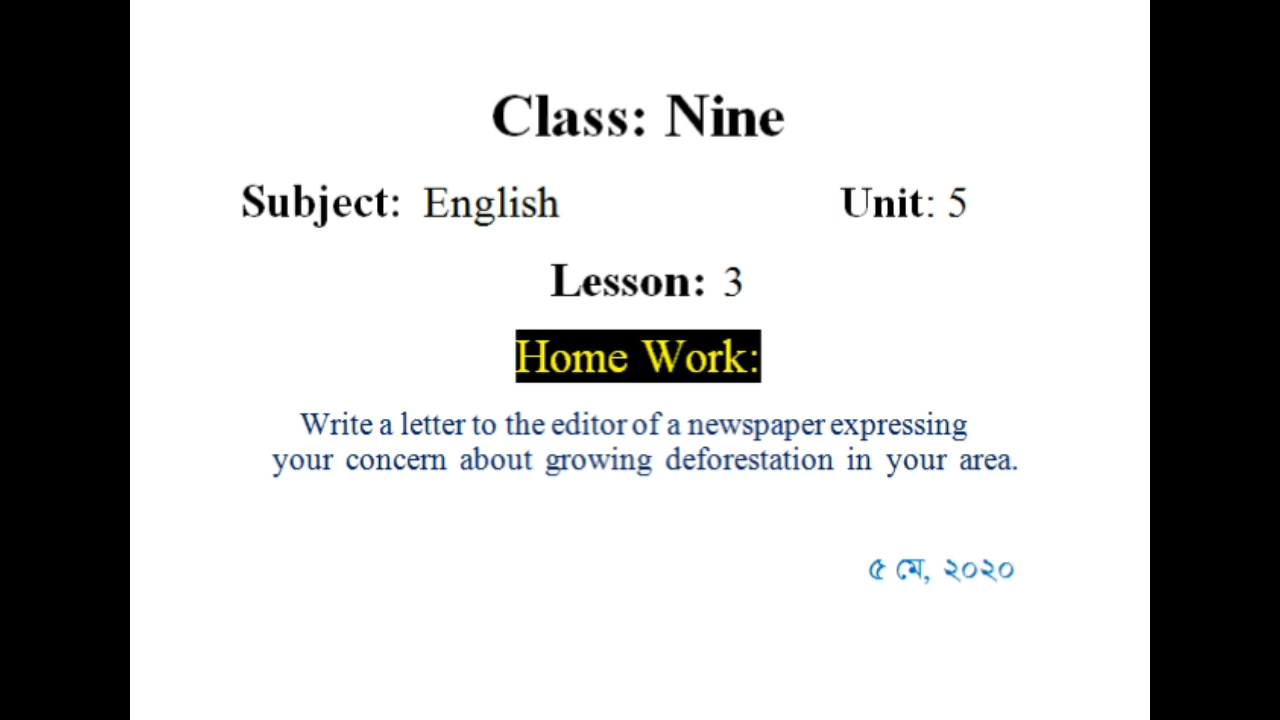 Class: Nine
Subject: English Unit: 5
Lesson: 3
Home Work:
Write a letter to the editor of a newspaper expressing
your concern about growing deforestation in your area.
৫ মে, ২০২০